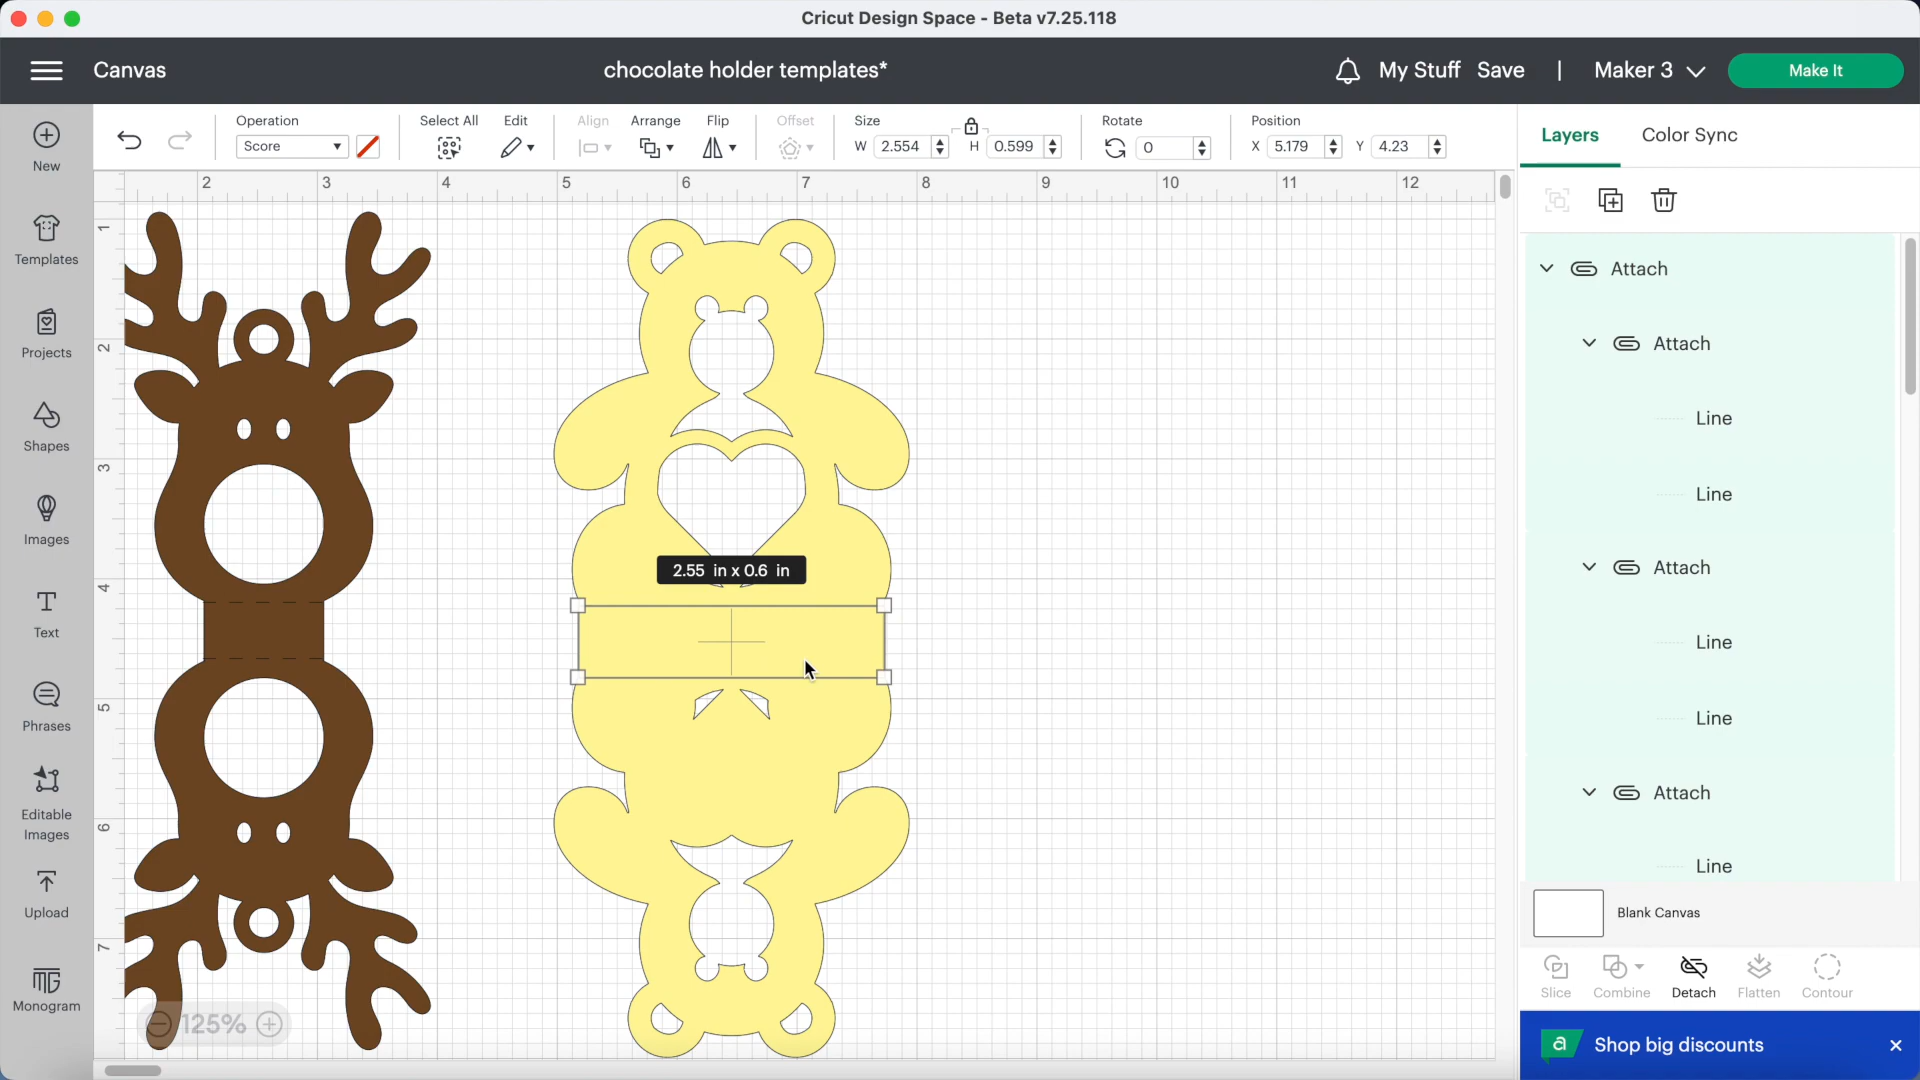 Cricut Design Space - Beta v7.25.118
Canvas
chocolate holder templates*
My Stuff Save | Maker 3 Make It
Operation
Score
Select All Edit
Align Arrange Flip
Offset
Size
W 2.554 H 0.599
Rotate
0
Position
X 5.179 Y 4.23
Layers Color Sync
New
Templates
Projects
Shapes
Images
Text
Phrases
Editable
Images
Upload
Monogram
2 3 4 5 6 7 8 9 10 11 12
1
2
3
4
5
6
7
2.55 in x 0.6 in
125%
Attach
Attach
Line
Line
Attach
Line
Line
Attach
Line
Blank Canvas
Slice Combine Detach Flatten Contour
a Shop big discounts